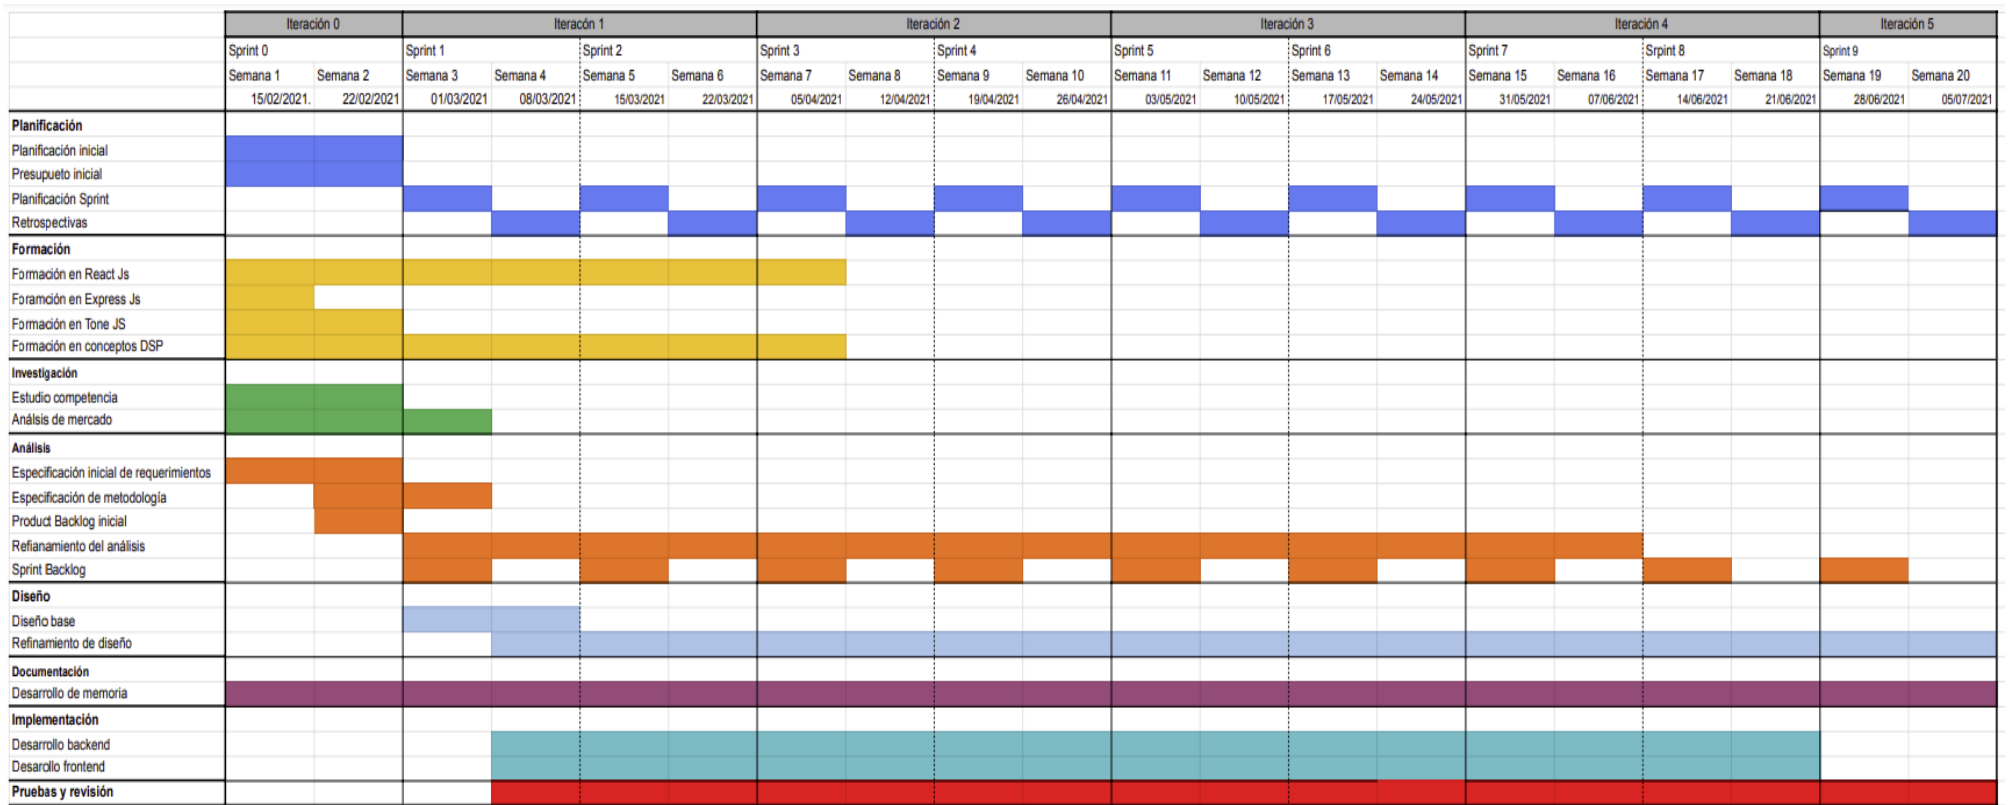 Iteración 0 Iteracón 1 Iteración 2 Iteración 3 Iteración 4 Iteración 5
Sprint 0 Sprint 1 Sprint 2 Sprint 3 Sprint 4 Sprint 5 Sprint 6 Sprint 7 Srpint 8 Sprint 9
Semana 1 Semana 2 Semana 3 Semana 4 Semana 5 Semana 6 Semana 7 Semana 8 Semana 9 Semana 10 Semana 11 Semana 12 Semana 13 Semana 14 Semana 15 Semana 16 Semana 17 Semana 18 Semana 19 Semana 20
15/02/2021. 22/02/2021 01/03/2021 08/03/2021 15/03/2021 22/03/2021 05/04/2021 12/04/2021 19/04/2021 26/04/2021 03/05/2021 10/05/2021 17/05/2021 24/05/2021 31/05/2021 07/06/2021 14/06/2021 21/06/2021 28/06/2021 05/07/2021
Planificación
Planificación inicial
Presupueto inicial
Planificación Sprint
Retrospectivas
Formación
Formación en React Js
Foramción en Express Js
Formación en Tone JS
Formación en conceptos DSP
Investigación
Estudio competencia
Análsis de mercado
Análisis
Especificación inicial de requerimientos
Especificación de metodología
Product Backlog inicial
Refianamiento del análisis
Sprint Backlog
Diseño
Diseño base
Refinamiento de diseño
Documentación
Desarrollo de memoria
Implementación
Desarrollo backend
Desarollo frontend
Pruebas y revisión